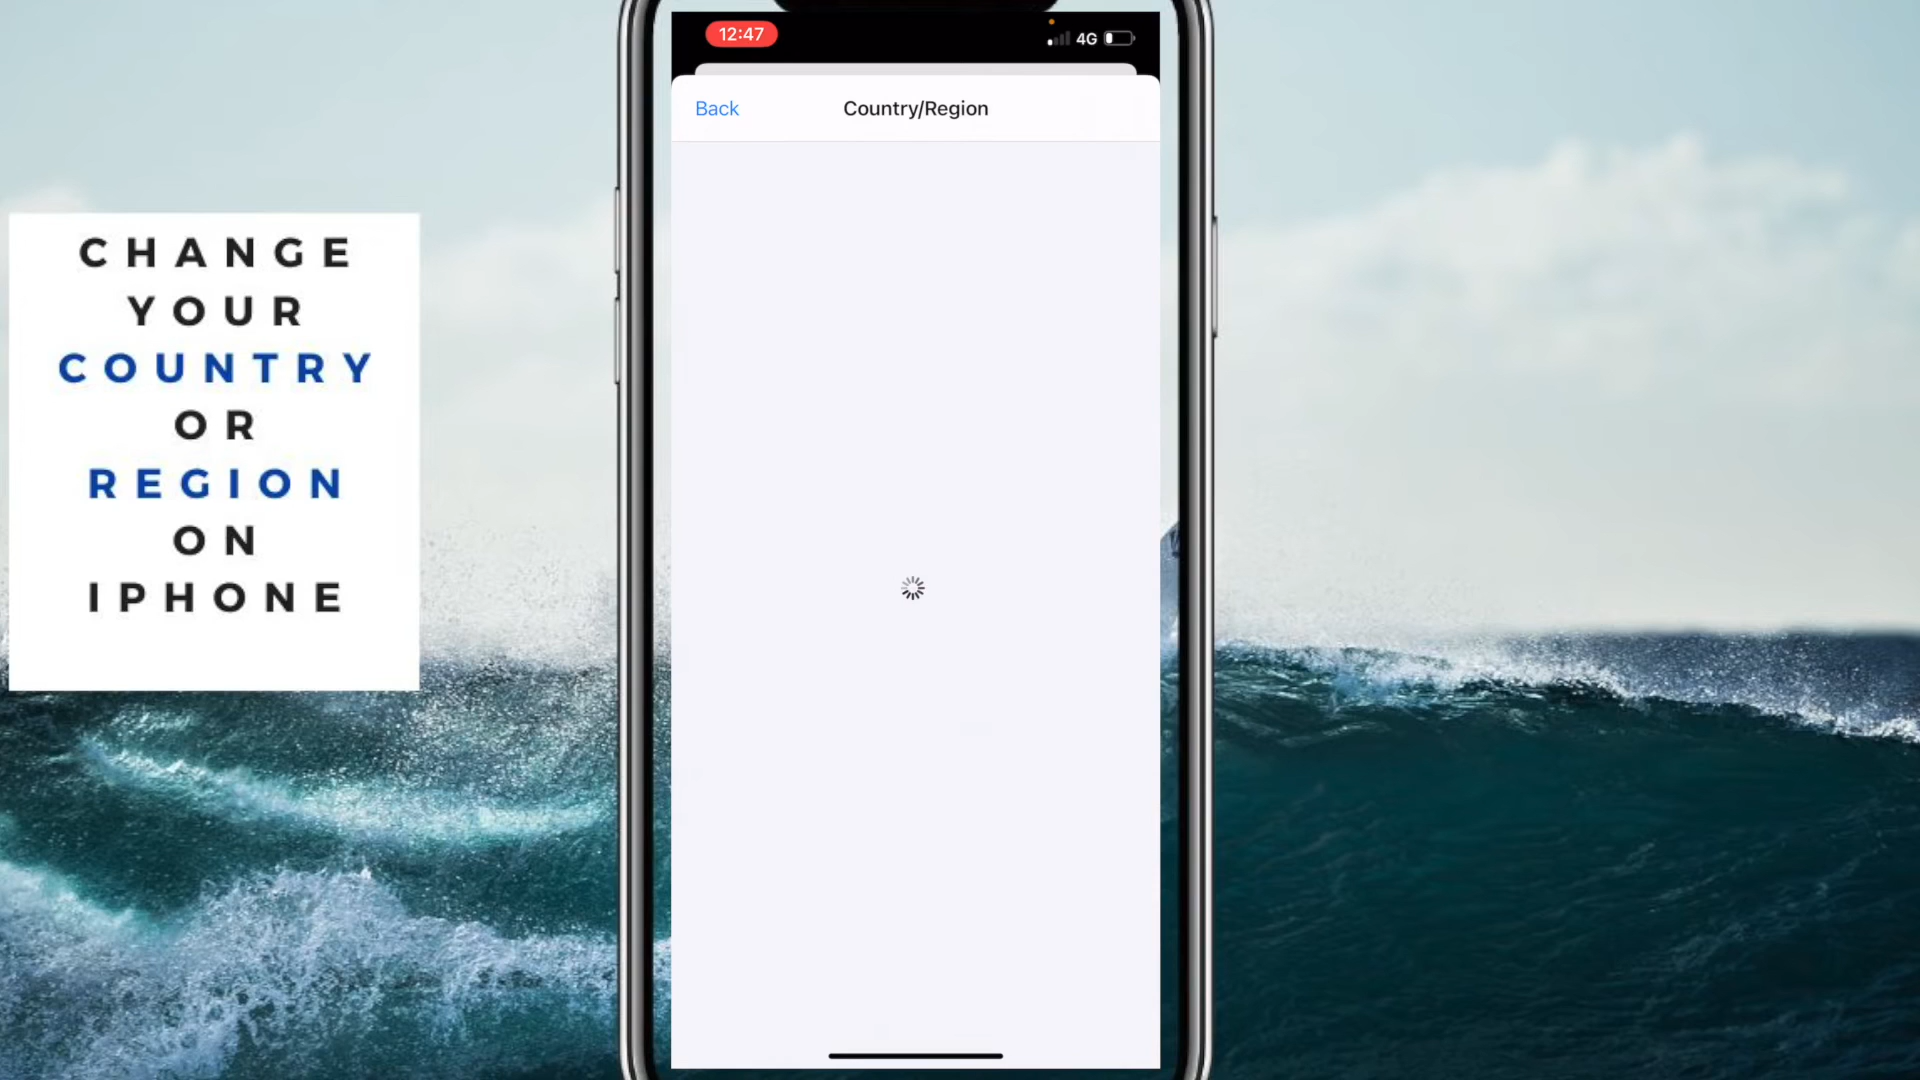 12:47
4G
Back
Country/Region
CHANGE
YOUR
COUNTRY
OR
REGION
ON
IPHONE